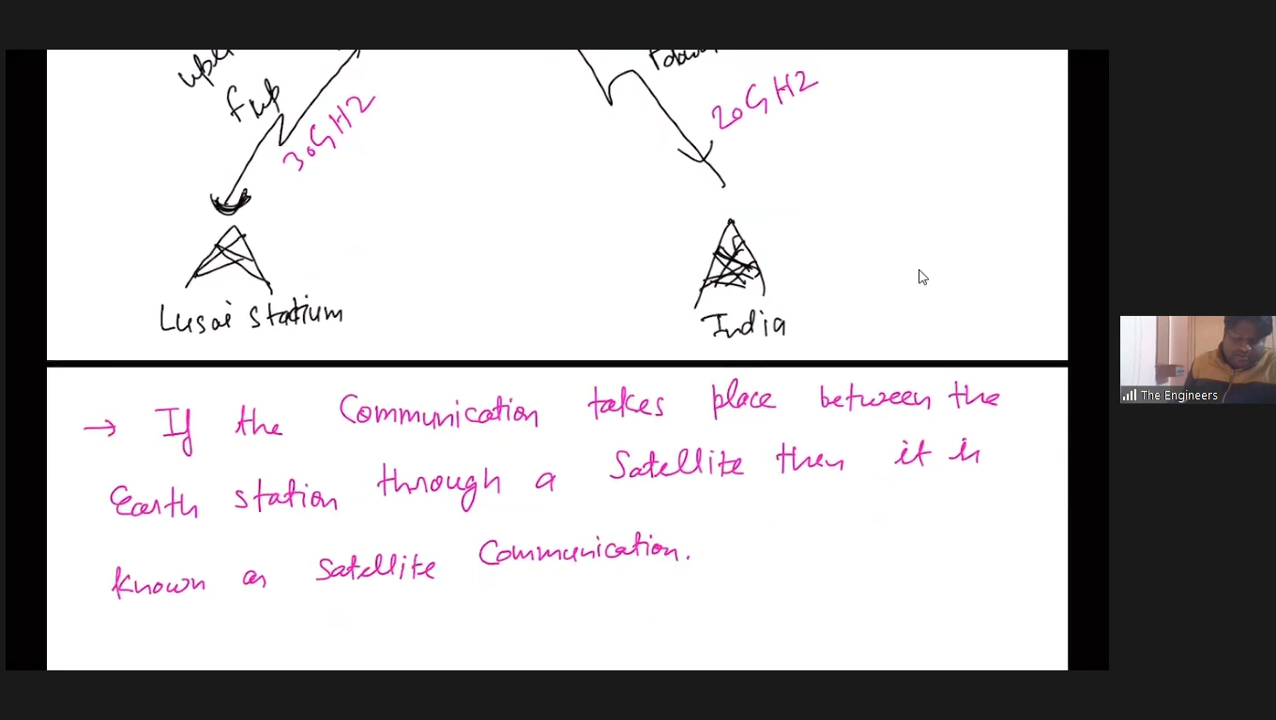 fup
30GHZ
20GHZ
Lusai statium
India
→ If the Communication takes place between the
Earth station through a Satellite then it is
known as Satellite Communication.
The Engineers